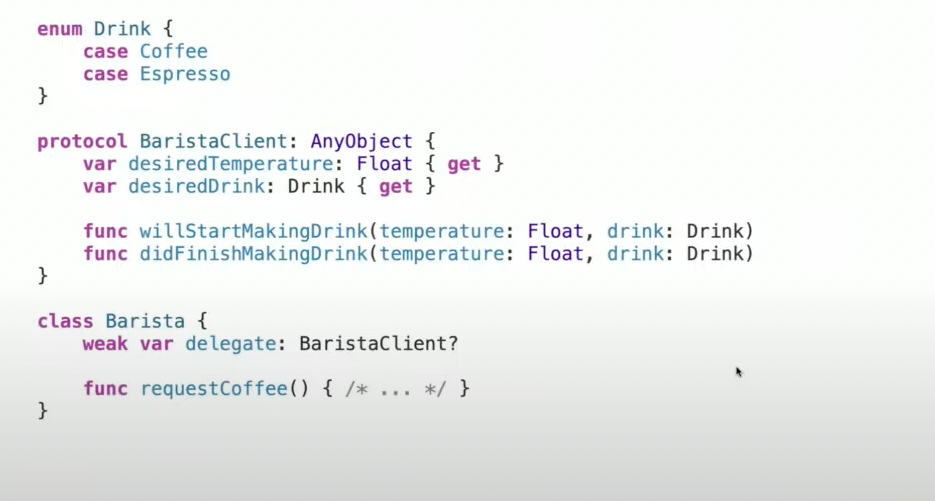 enum Drink {
    case Coffee
    case Espresso
}
protocol BaristaClient: AnyObject {
    var desiredTemperature: Float { get }
    var desiredDrink: Drink { get }
    func willStartMakingDrink(temperature: Float, drink: Drink)
    func didFinishMakingDrink(temperature: Float, drink: Drink)
}
class Barista {
    weak var delegate: BaristaClient?
    func requestCoffee() { /* ... */ }
}